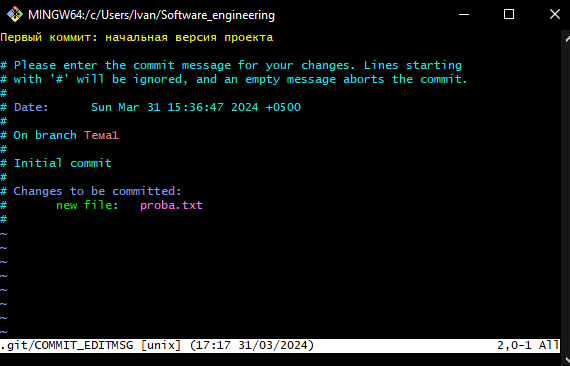 MINGW64:/c/Users/Ivan/Software_engineering
Первый коммит: начальная версия проекта
# Please enter the commit message for your changes. Lines starting
# with '#' will be ignored, and an empty message aborts the commit.
#
# Date:      Sun Mar 31 15:36:47 2024 +0500
#
# On branch Тема1
#
# Initial commit
#
# Changes to be committed:
#       new file:   proba.txt
#
~
~
~
~
~
~
~
~
.git/COMMIT_EDITMSG [unix] (17:17 31/03/2024) 2,0-1 All